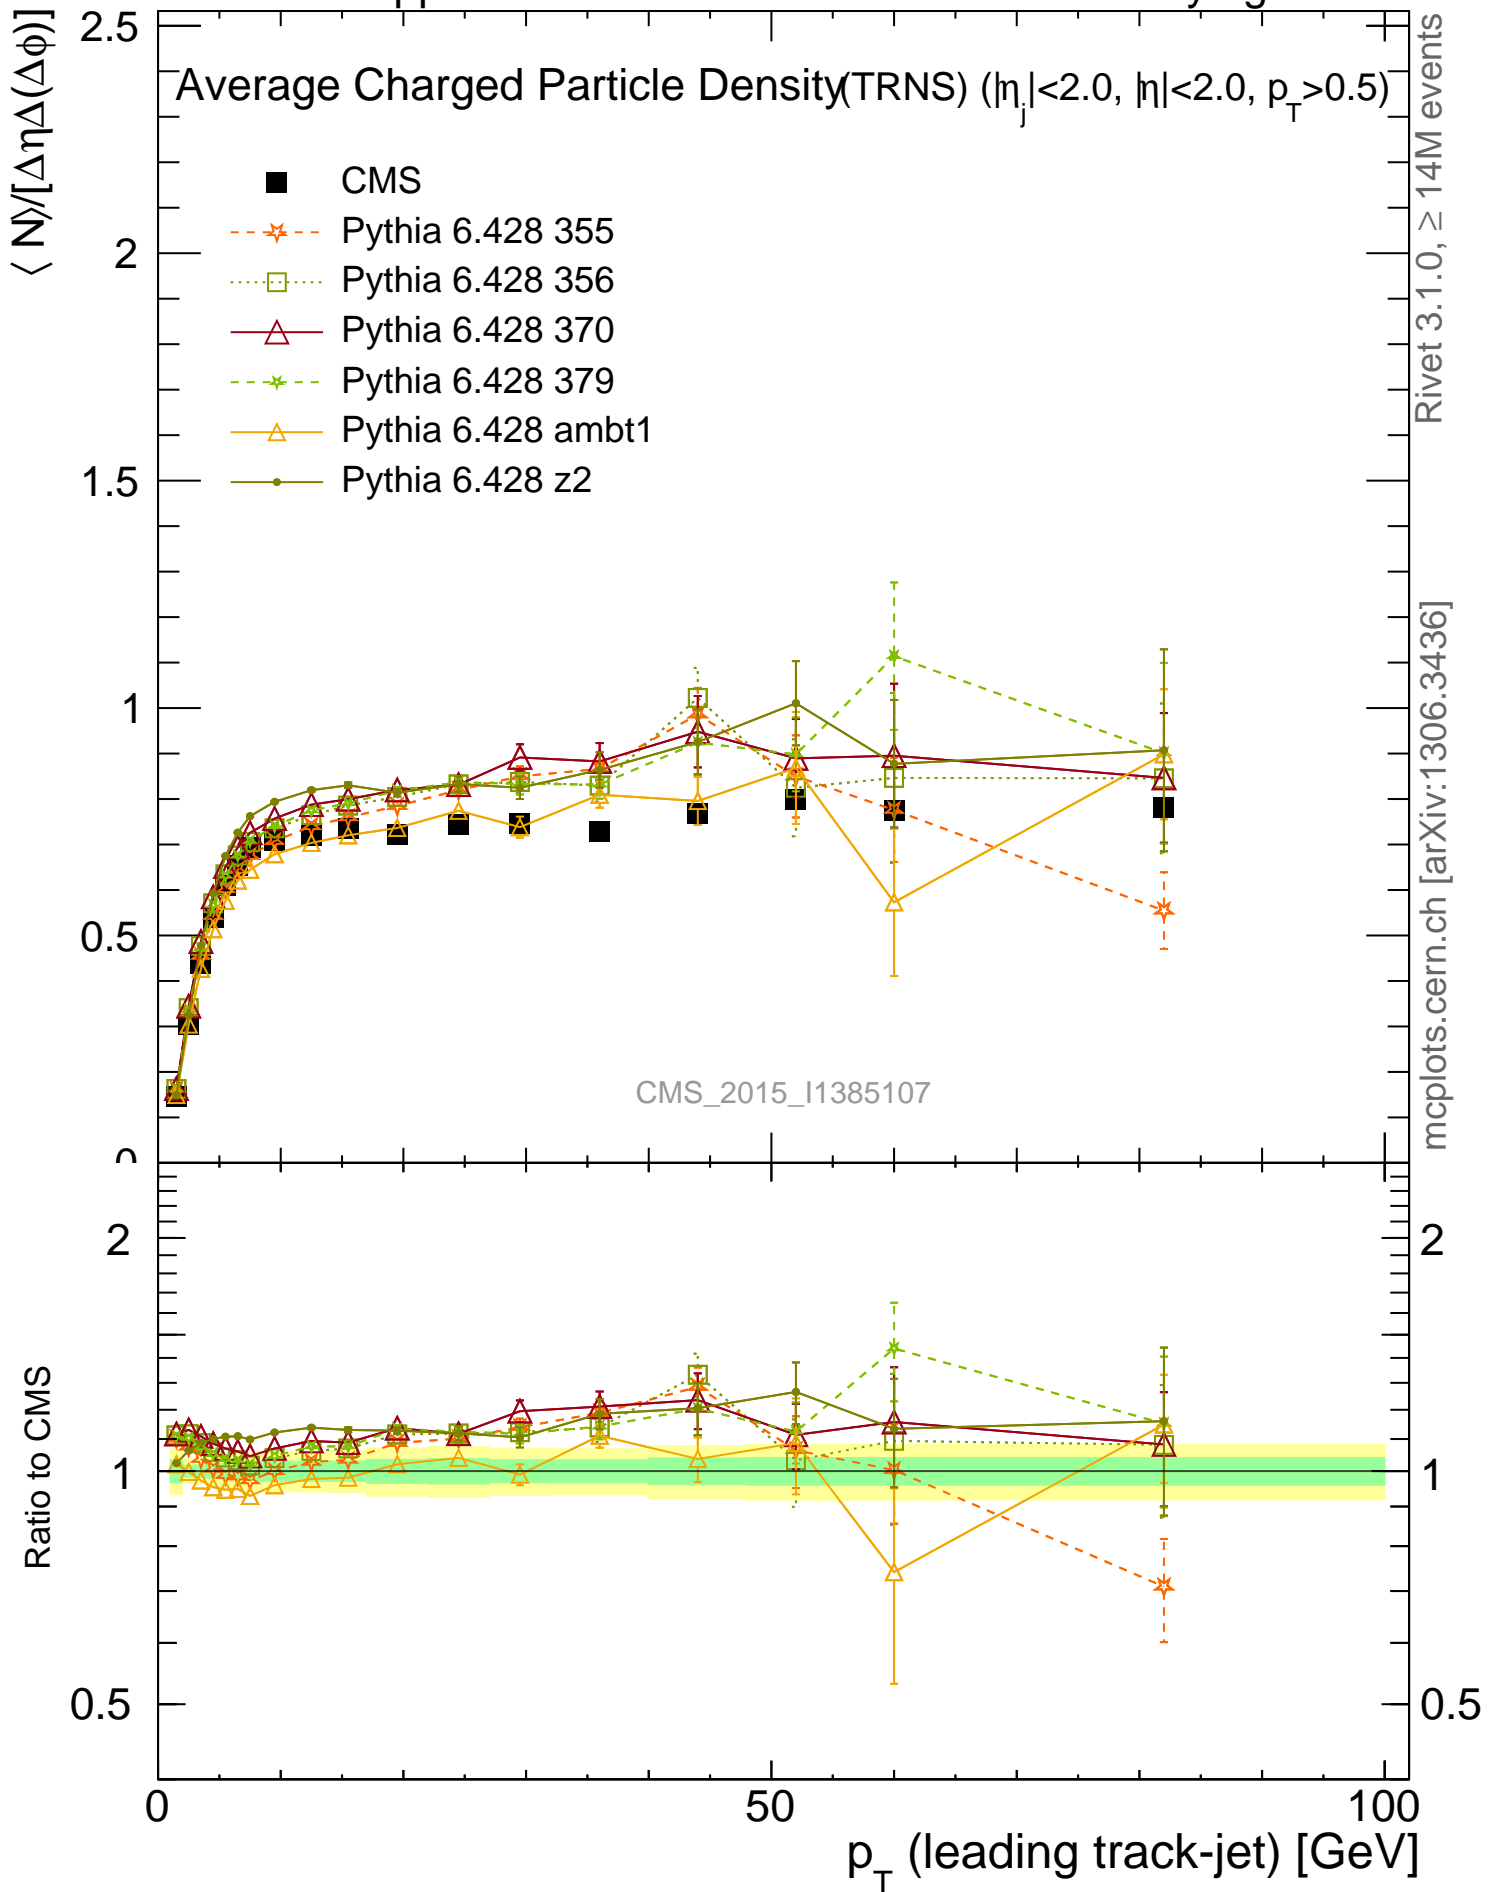 Average Charged Particle Density (TRNS) (|η_j|<2.0, |η|<2.0, p_T>0.5)
⟨ N⟩/[ΔηΔ(Δϕ)]
CMS
Pythia 6.428 355
Pythia 6.428 356
Pythia 6.428 370
Pythia 6.428 379
Pythia 6.428 ambt1
Pythia 6.428 z2
2.5
2
1.5
1
0.5
0
CMS_2015_I1385107
Rivet 3.1.0, ≥ 14M events
mcplots.cern.ch [arXiv:1306.3436]
Ratio to CMS
2
1
0.5
2
1
0.5
0
50
100
p_T (leading track-jet) [GeV]